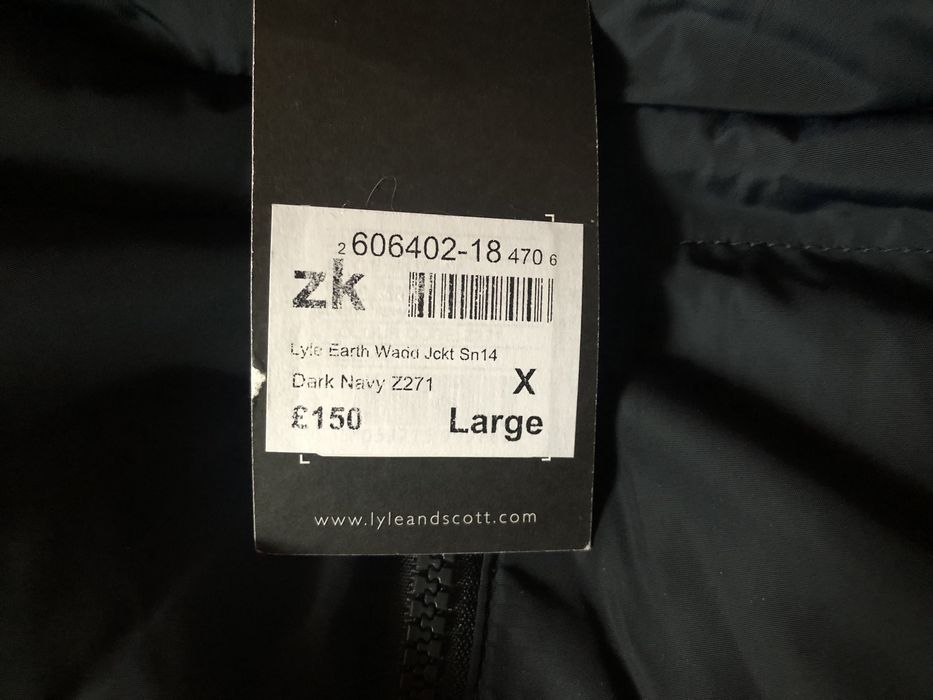 2 606402-18 470 6
zk
Lyle Earth Wadd Jckt Sn14
Dark Navy Z271
X
£150
Large
www.lyleandscott.com